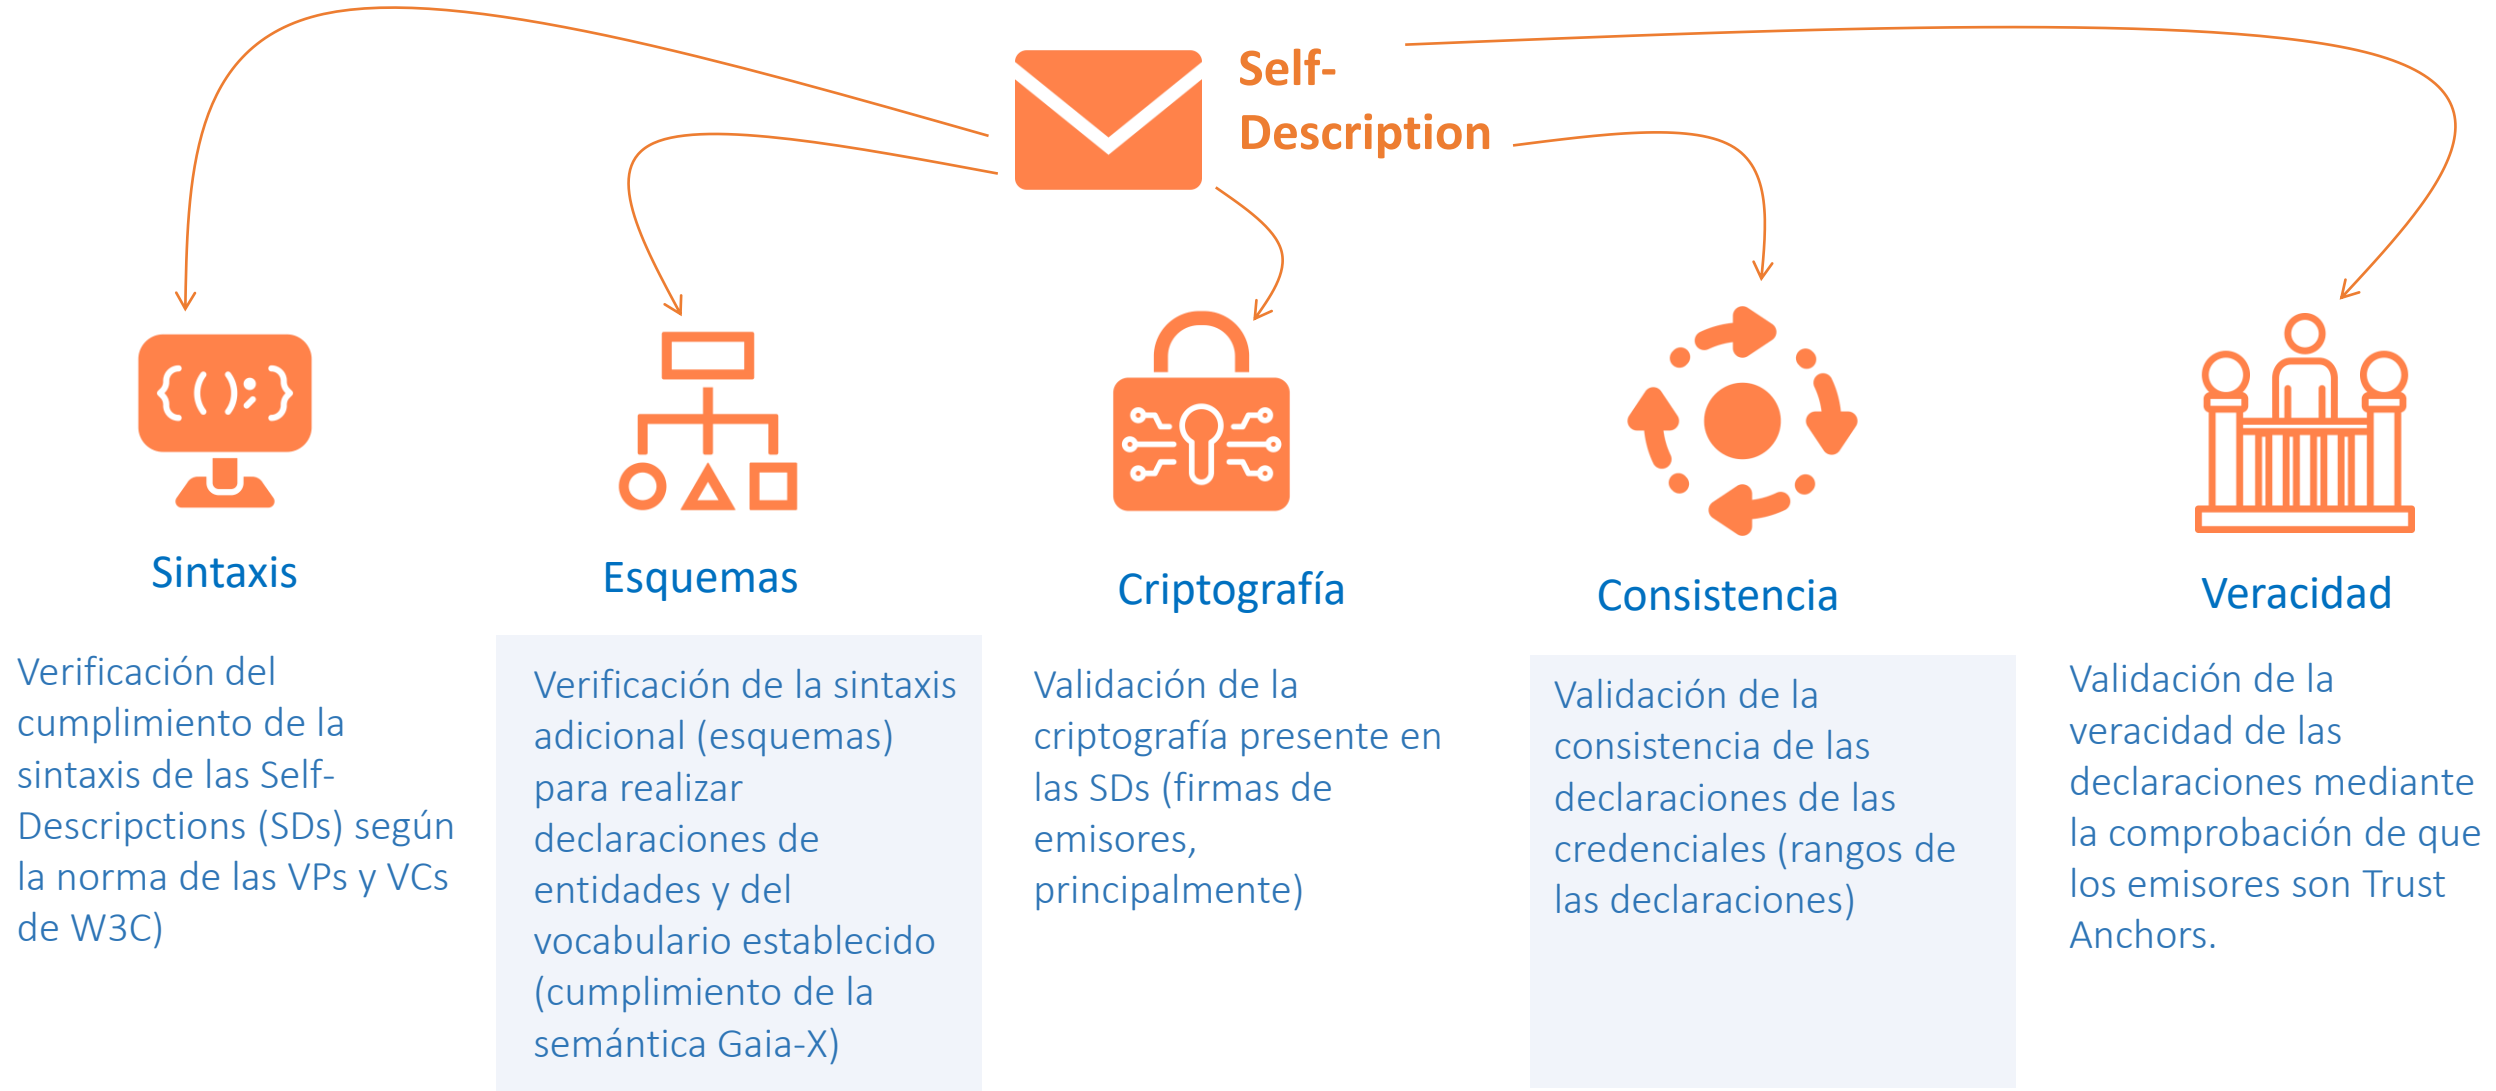 Self-
Description
Sintaxis
Verificación del
cumplimiento de la
sintaxis de las Self-
Descripctions (SDs) según
la norma de las VPs y VCs
de W3C)
Esquemas
Verificación de la sintaxis
adicional (esquemas)
para realizar
declaraciones de
entidades y del
vocabulario establecido
(cumplimiento de la
semántica Gaia-X)
Criptografía
Validación de la
criptografía presente en
las SDs (firmas de
emisores,
principalmente)
Consistencia
Validación de la
consistencia de las
declaraciones de las
credenciales (rangos de
las declaraciones)
Veracidad
Validación de la
veracidad de las
declaraciones mediante
la comprobación de que
los emisores son Trust
Anchors.